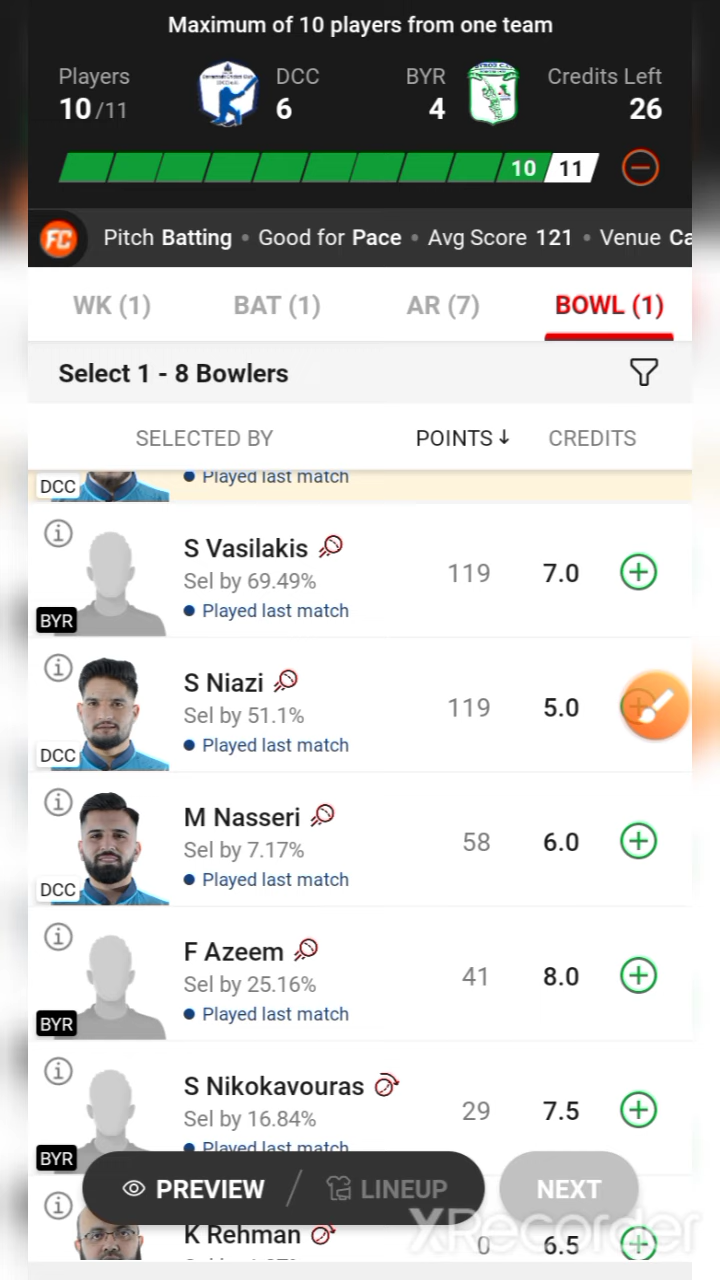 Maximum of 10 players from one team
Players
10 /11
DCC
6
BYR
4
Credits Left
26
10 11
FC Pitch Batting • Good for Pace • Avg Score 121 • Venue Ca
WK (1) BAT (1) AR (7) BOWL (1)
Select 1 - 8 Bowlers
SELECTED BY POINTS ↓ CREDITS
DCC
Played last match
S Vasilakis
Sel by 69.49%
119 7.0
Played last match
BYR
S Niazi
Sel by 51.1%
119 5.0
Played last match
DCC
M Nasseri
Sel by 7.17%
58 6.0
Played last match
DCC
F Azeem
Sel by 25.16%
41 8.0
Played last match
BYR
S Nikokavouras
Sel by 16.84%
29 7.5
Played last match
BYR
PREVIEW / LINEUP
NEXT
XRecorder
K Rehman
0 6.5